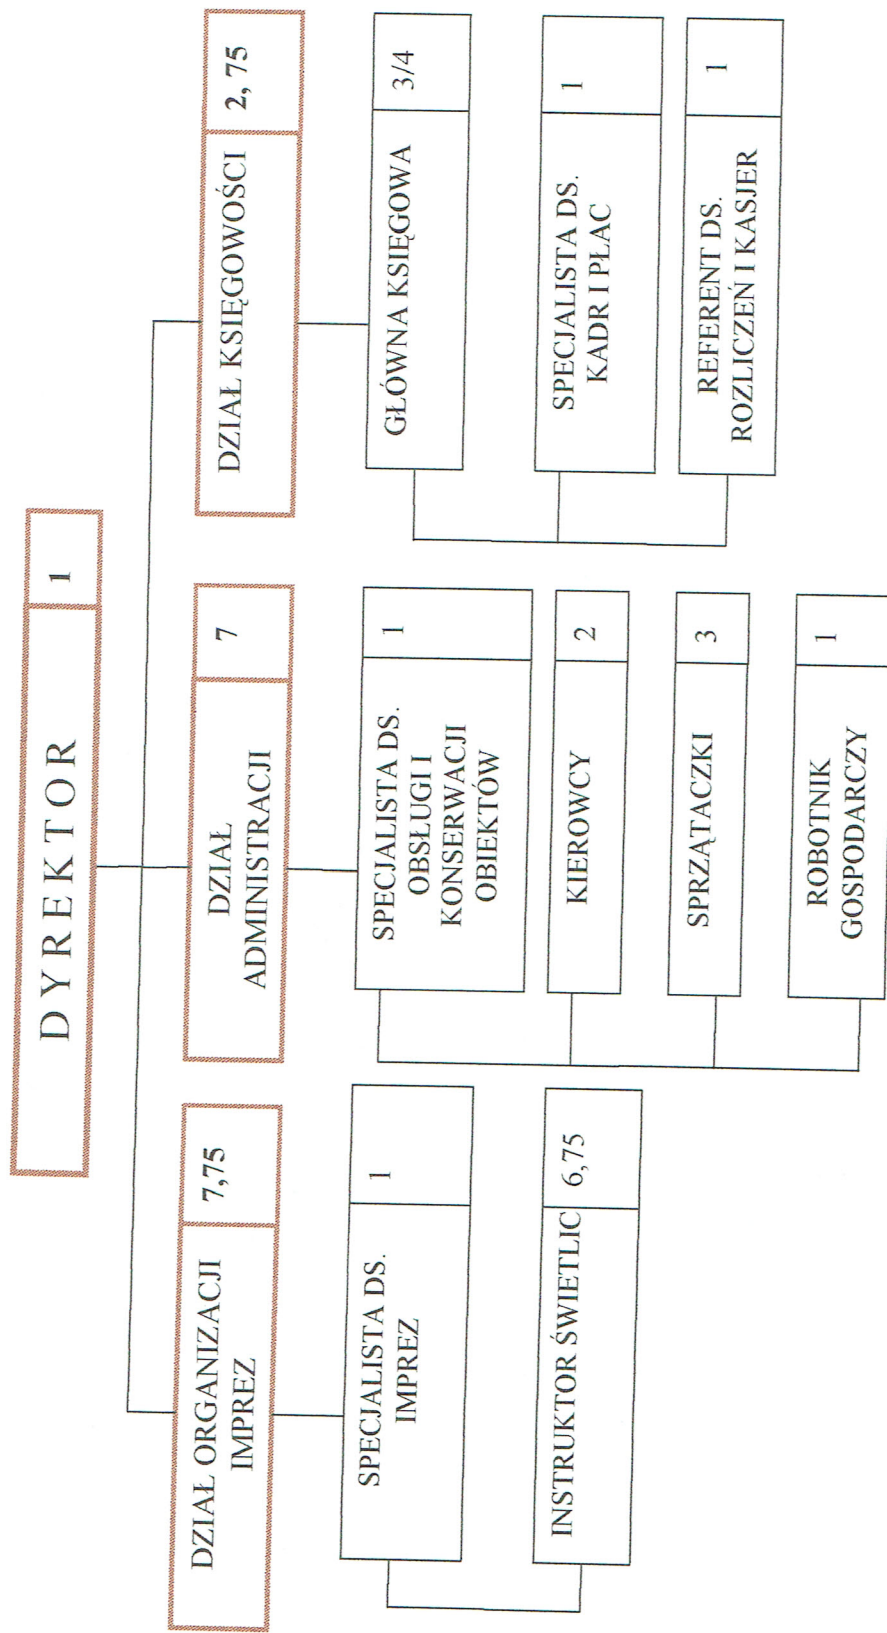 D Y R E K T O R
1
DZIAŁ ORGANIZACJI
IMPREZ
7,75
SPECJALISTA DS.
IMPREZ
1
INSTRUKTOR ŚWIETLIC
6,75
DZIAŁ
ADMINISTRACJI
7
SPECJALISTA DS.
OBSŁUGI I
KONSERWACJI
OBIEKTÓW
1
KIEROWCY
2
SPRZĄTACZKI
3
ROBOTNIK
GOSPODARCZY
1
DZIAŁ KSIĘGOWOŚCI
2, 75
GŁÓWNA KSIĘGOWA
3/4
SPECJALISTA DS.
KADR I PŁAC
1
REFERENT DS.
ROZLICZEŃ I KASJER
1